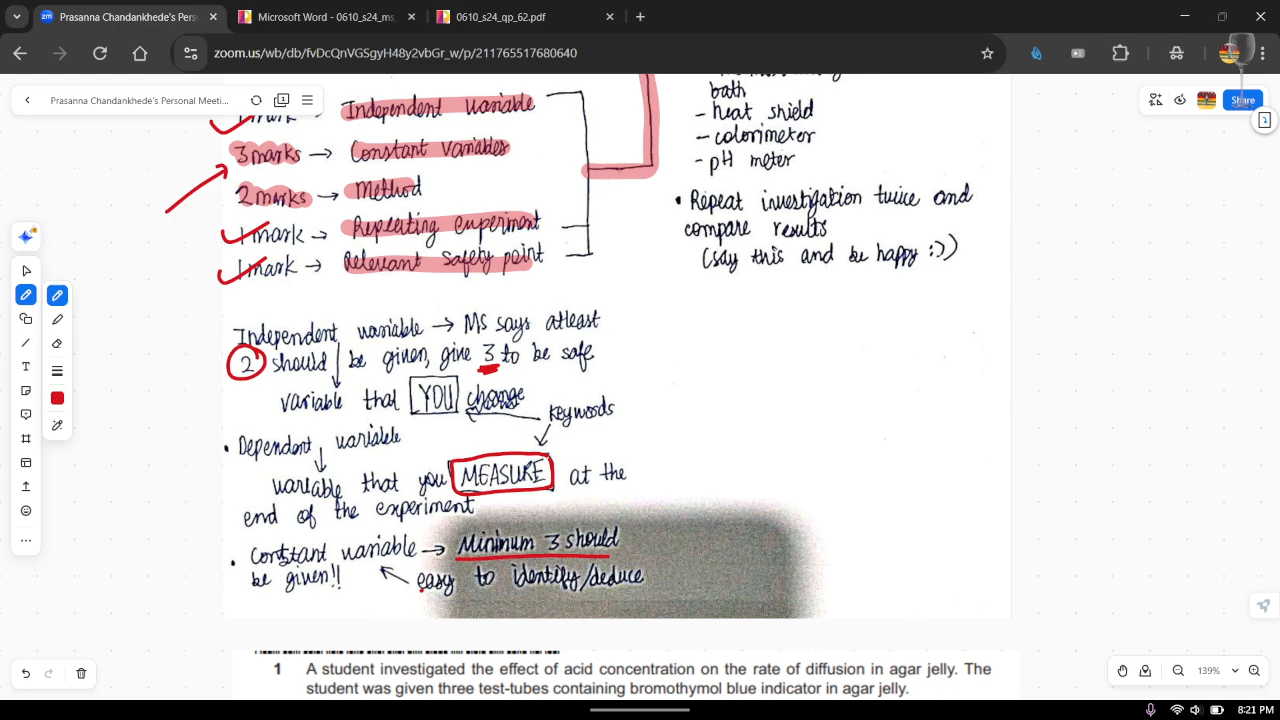 Prasanna Chandankhede's Perso
Microsoft Word - 0610_s24_ms
0610_s24_qp_62.pdf
zoom.us/wb/db/fvDcQnVGSgyH48y2vbGr_w/p/211765517680640
Prasanna Chandankhede's Personal Meeti...
Share
1 mark → Independent variable
3 marks → Constant variables
2 marks → Method
1 mark → Repeating experiment
1 mark → Relevant safety point
bath
- heat shield
- colorimeter
- pH meter
• Repeat investigation twice and
compare results
(say this and be happy :))
Independent variable → MS says atleast
2 should be given, give 3 to be safe
variable that YOU change
keywords
• Dependent variable
variable that you MEASURE at the
end of the experiment
• Constant variable → Minimum 3 should
be given!! easy to identify/deduce
1 A student investigated the effect of acid concentration on the rate of diffusion in agar jelly. The
student was given three test-tubes containing bromothymol blue indicator in agar jelly.
139%
8:21 PM